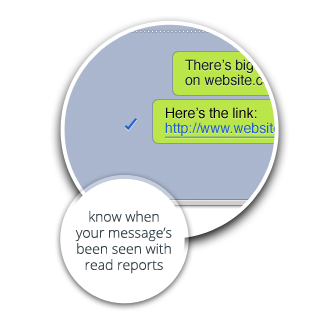 There's big
on website.c
Here's the link:
http://www.websit
know when
your message's
been seen with
read reports